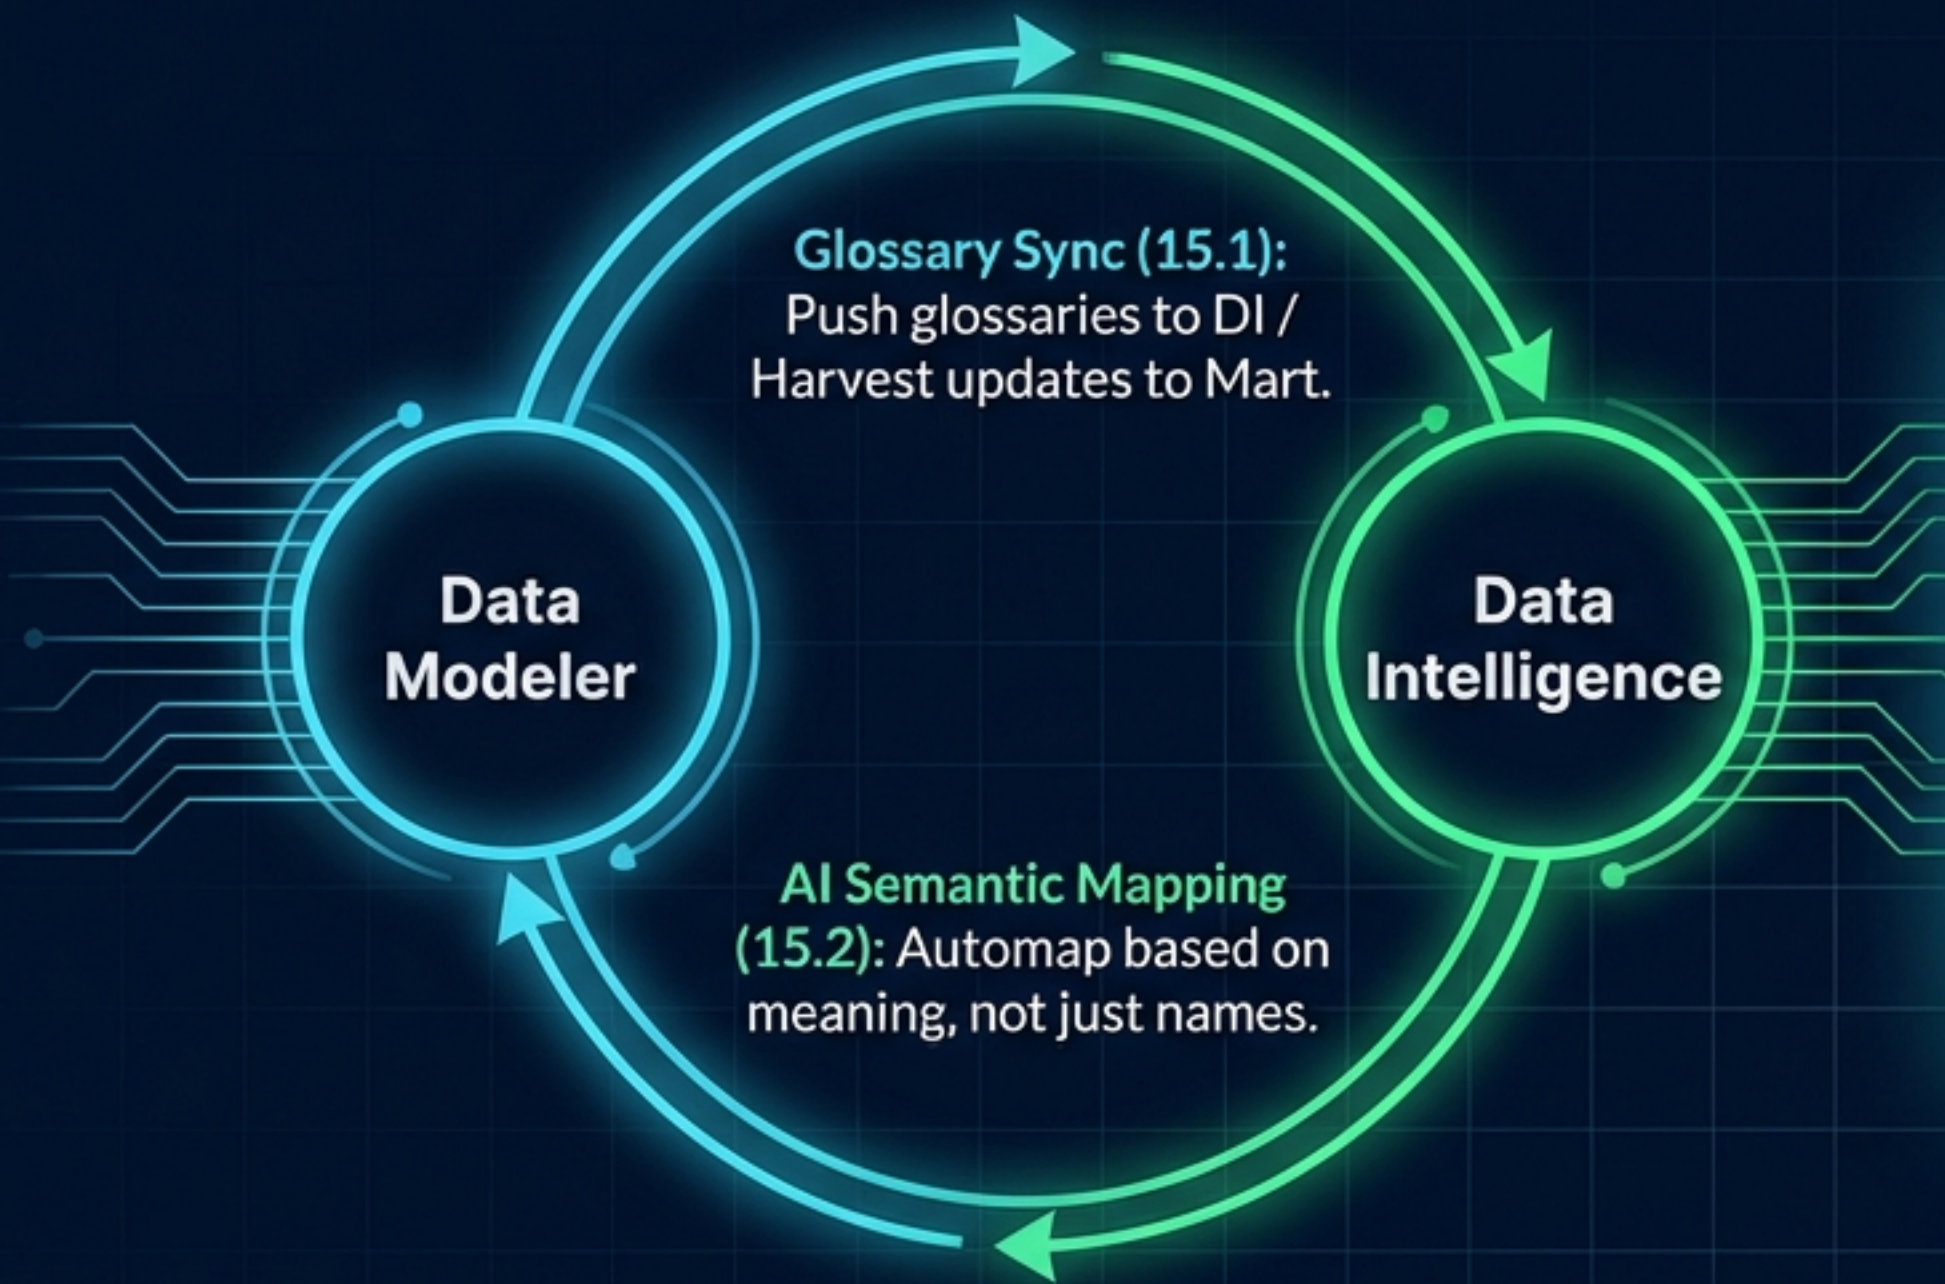 Glossary Sync (15.1):
Push glossaries to DI /
Harvest updates to Mart.
Data
Modeler
Data
Intelligence
AI Semantic Mapping
(15.2): Automap based on
meaning, not just names.